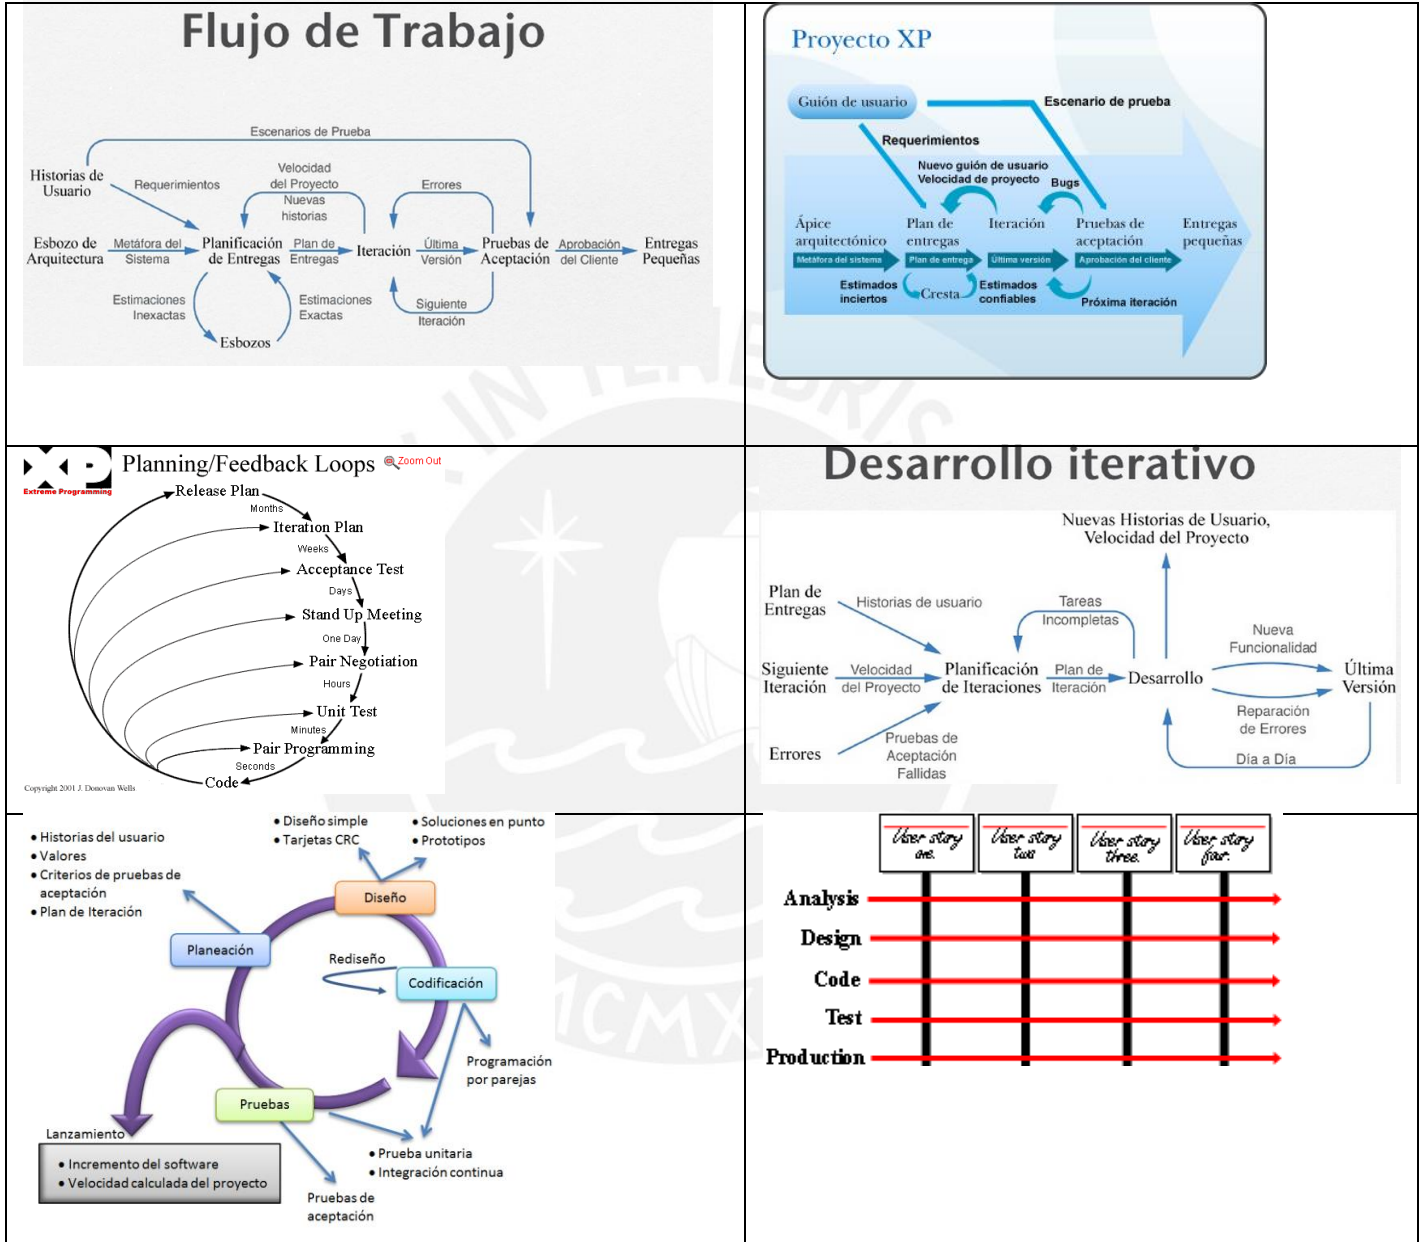 Flujo de Trabajo
Escenarios de Prueba
Historias de
Usuario
Requerimientos
Velocidad
del Proyecto
Nuevas
historias
Errores
Esbozo de
Arquitectura
Metáfora del
Sistema
Planificación
de Entregas
Plan de
Entregas
Iteración
Última
Versión
Pruebas de
Aceptación
Aprobación
del Cliente
Entregas
Pequeñas
Estimaciones
Inexactas
Estimaciones
Exactas
Siguiente
Iteración
Esbozos
Proyecto XP
Guión de usuario
Escenario de prueba
Requerimientos
Nuevo guión de usuario
Velocidad de proyecto
Bugs
Ápice
arquitectónico
Plan de
entregas
Iteración
Pruebas de
aceptación
Entregas
pequeñas
Metáfora del sistema
Plan de entrega
Última versión
Aprobación del cliente
Estimados
inciertos
Cresta
Estimados
confiables
Próxima iteración
XP
Extreme Programming
Planning/Feedback Loops
Zoom Out
Release Plan
Months
Iteration Plan
Weeks
Acceptance Test
Days
Stand Up Meeting
One Day
Pair Negotiation
Hours
Unit Test
Minutes
Pair Programming
Seconds
Code
Copyright 2001 J. Donovan Wells
Desarrollo iterativo
Nuevas Historias de Usuario,
Velocidad del Proyecto
Plan de
Entregas
Historias de usuario
Tareas
Incompletas
Nueva
Funcionalidad
Siguiente
Iteración
Velocidad
del Proyecto
Planificación
de Iteraciones
Plan de
Iteración
Desarrollo
Última
Versión
Reparación
de Errores
Errores
Pruebas de
Aceptación
Fallidas
Día a Día
• Historias del usuario
• Valores
• Criterios de pruebas de
aceptación
• Plan de Iteración
• Diseño simple
• Tarjetas CRC
• Soluciones en punto
• Prototipos
Diseño
Planeación
Rediseño
Codificación
Programación
por parejas
Pruebas
Lanzamiento
• Incremento del software
• Velocidad calculada del proyecto
• Prueba unitaria
• Integración continua
Pruebas de
aceptación
User story
one.
User story
two
User story
three.
User story
four.
Analysis
Design
Code
Test
Production
IN TENEBRIS
MCMX